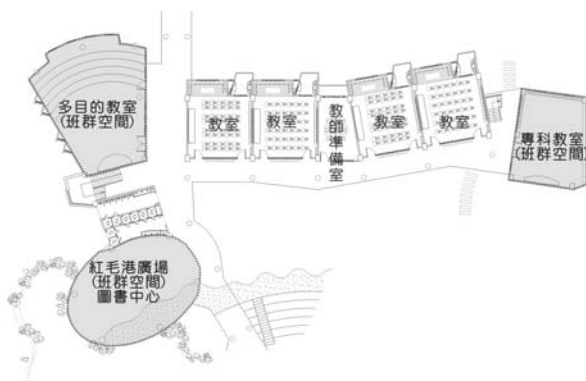 多目的教室
(班群空間)
教室
教室
教師準備室
教室
教室
專科教室
(班群空間)
紅毛港廣場
(班群空間)
圖書中心